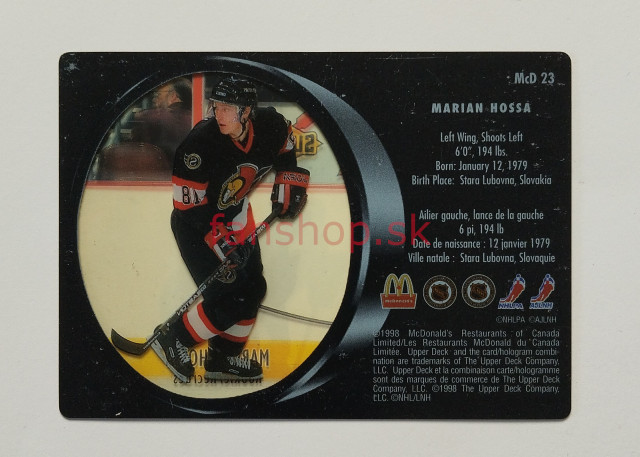 McD 23
MARIAN HOSSA
Left Wing, Shoots Left
6'0", 194 lbs.
Born: January 12, 1979
Birth Place: Stara Lubovna, Slovakia
Ailier gauche, lance de la gauche
6 pi, 194 lb
Date de naissance : 12 janvier 1979
Ville natale : Stara Lubovna, Slovaquie
fanshop.sk
81
McDonald's
NHLPA AJLNH
©NHLPA ©AJLNH
©1998 McDonald's Restaurants of Canada
Limited/Les Restaurants McDonald du Canada
Limitée. Upper Deck and the card/hologram combi-
nation are trademarks of The Upper Deck Company,
LLC. Upper Deck et la combinaison carte/hologramme
sont des marques de commerce de The Upper Deck
Company, LLC. ©1998 The Upper Deck Company,
LLC. ©NHL/LNH